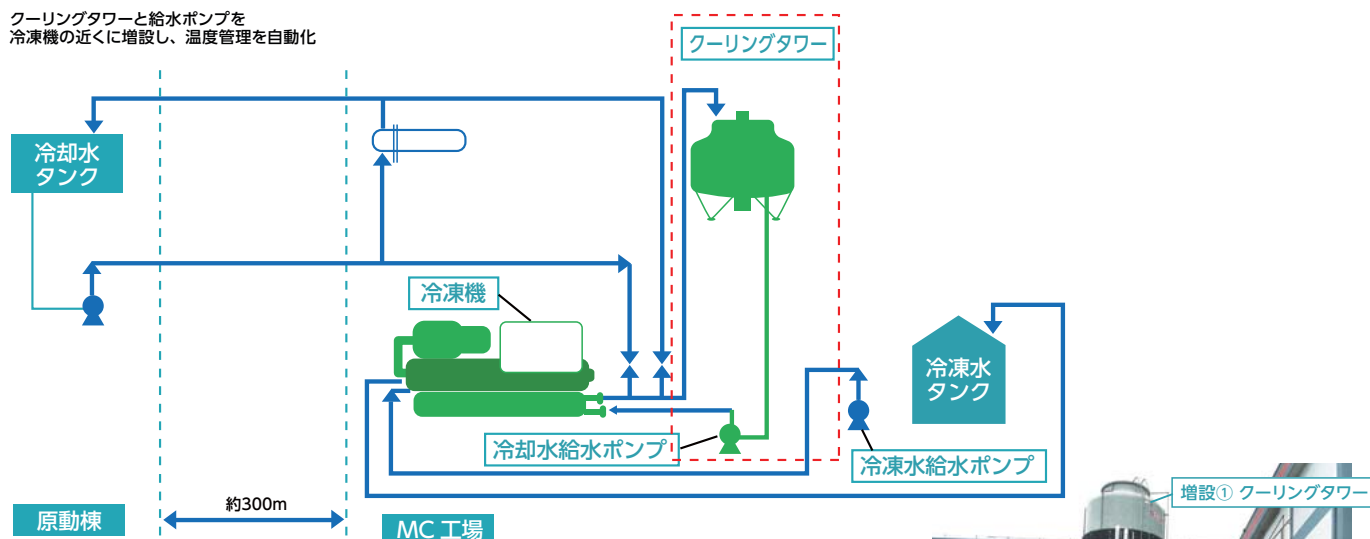 クーリングタワーと給水ポンプを
冷凍機の近くに増設し、温度管理を自動化
クーリングタワー
冷却水
タンク
冷凍機
冷凍水
タンク
冷却水給水ポンプ
冷凍水給水ポンプ
増設① クーリングタワー
約300m
原動棟
MC 工場